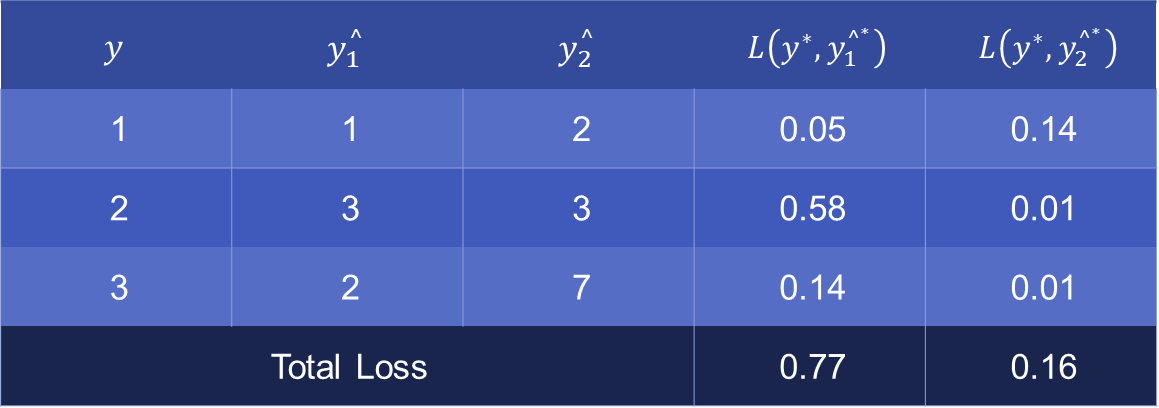 y y₁^ y₂^ L(y*, y₁^*) L(y*, y₂^*)
1 1 2 0.05 0.14
2 3 3 0.58 0.01
3 2 7 0.14 0.01
Total Loss 0.77 0.16